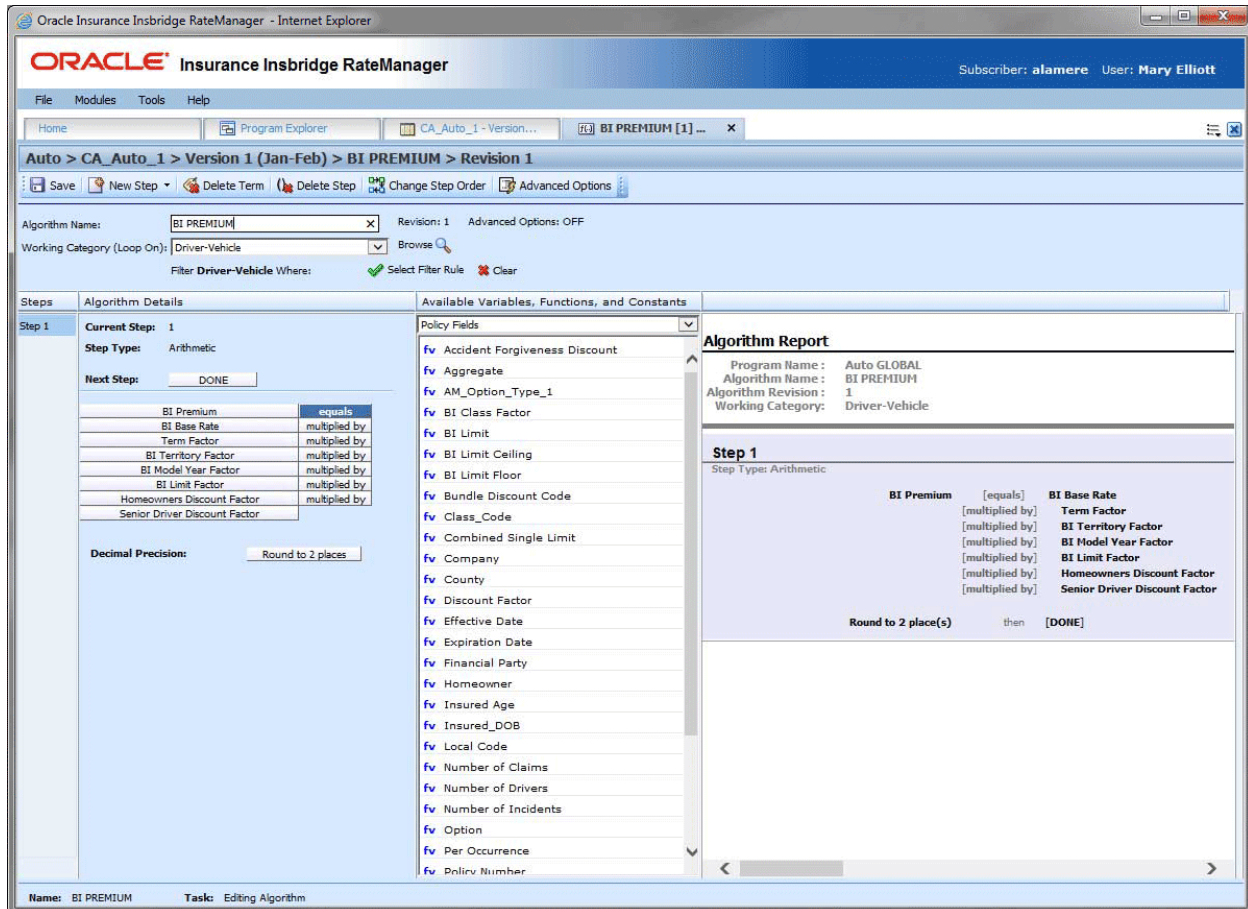 Oracle Insurance Insbridge RateManager - Internet Explorer
ORACLE Insurance Insbridge RateManager
Subscriber: alamere User: Mary Elliott
File Modules Tools Help
Home Program Explorer CA_Auto_1 - Version... f(x) BI PREMIUM [1] ... X
Auto > CA_Auto_1 > Version 1 (Jan-Feb) > BI PREMIUM > Revision 1
Save New Step Delete Term Delete Step Change Step Order Advanced Options
Algorithm Name: BI PREMIUM X Revision: 1 Advanced Options: OFF
Working Category (Loop On): Driver-Vehicle Browse
Filter Driver-Vehicle Where: Select Filter Rule Clear
Steps Algorithm Details Available Variables, Functions, and Constants
Step 1
Current Step: 1
Step Type: Arithmetic
Next Step: DONE
BI Premium equals
BI Base Rate multiplied by
Term Factor multiplied by
BI Territory Factor multiplied by
BI Model Year Factor multiplied by
BI Limit Factor multiplied by
Homeowners Discount Factor multiplied by
Senior Driver Discount Factor
Decimal Precision: Round to 2 places
Policy Fields
fv Accident Forgiveness Discount
fv Aggregate
fv AM_Option_Type_1
fv BI Class Factor
fv BI Limit
fv BI Limit Ceiling
fv BI Limit Floor
fv Bundle Discount Code
fv Class_Code
fv Combined Single Limit
fv Company
fv County
fv Discount Factor
fv Effective Date
fv Expiration Date
fv Financial Party
fv Homeowner
fv Insured Age
fv Insured_DOB
fv Local Code
fv Number of Claims
fv Number of Drivers
fv Number of Incidents
fv Option
fv Per Occurrence
fv Policy Number
Algorithm Report
Program Name : Auto GLOBAL
Algorithm Name : BI PREMIUM
Algorithm Revision : 1
Working Category: Driver-Vehicle
Step 1
Step Type: Arithmetic
BI Premium [equals] BI Base Rate
[multiplied by] Term Factor
[multiplied by] BI Territory Factor
[multiplied by] BI Model Year Factor
[multiplied by] BI Limit Factor
[multiplied by] Homeowners Discount Factor
[multiplied by] Senior Driver Discount Factor
Round to 2 place(s) then [DONE]
Name: BI PREMIUM Task: Editing Algorithm